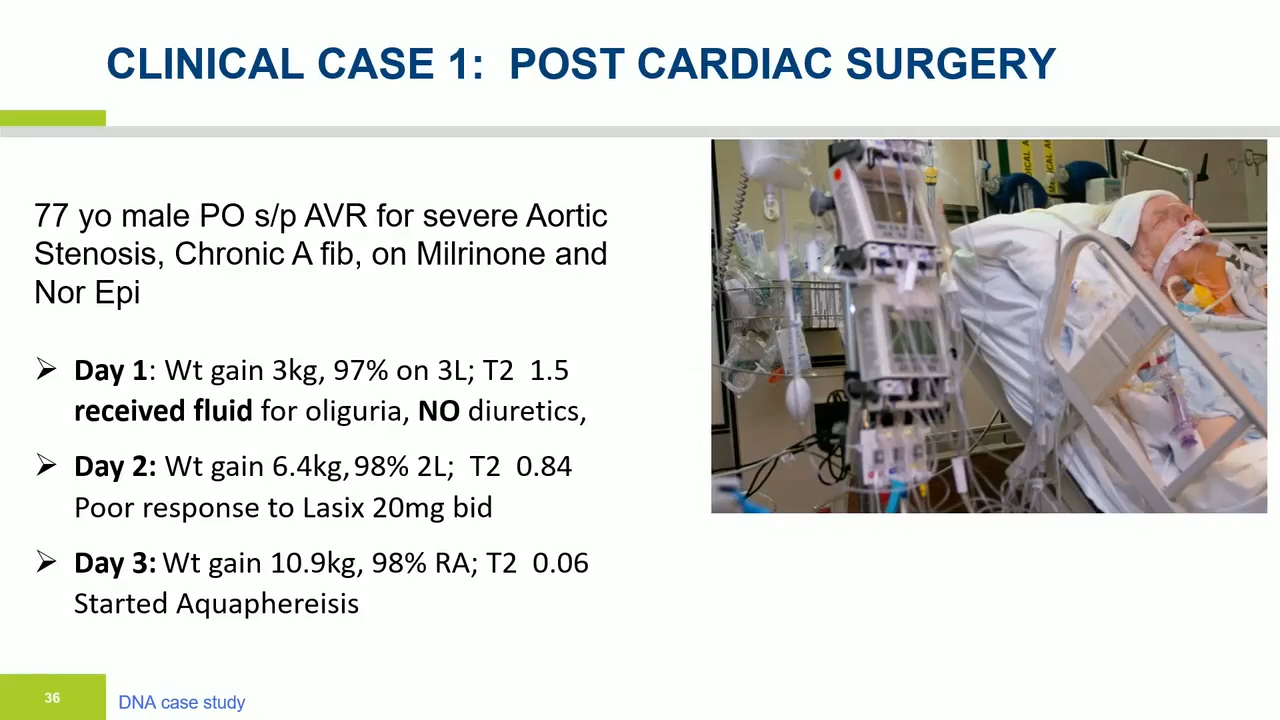 CLINICAL CASE 1: POST CARDIAC SURGERY
77 yo male PO s/p AVR for severe Aortic
Stenosis, Chronic A fib, on Milrinone and
Nor Epi
➢ Day 1: Wt gain 3kg, 97% on 3L; T2 1.5
received fluid for oliguria, NO diuretics,
➢ Day 2: Wt gain 6.4kg, 98% 2L; T2 0.84
Poor response to Lasix 20mg bid
➢ Day 3: Wt gain 10.9kg, 98% RA; T2 0.06
Started Aquaphereisis
MEDICAL A
36
DNA case study